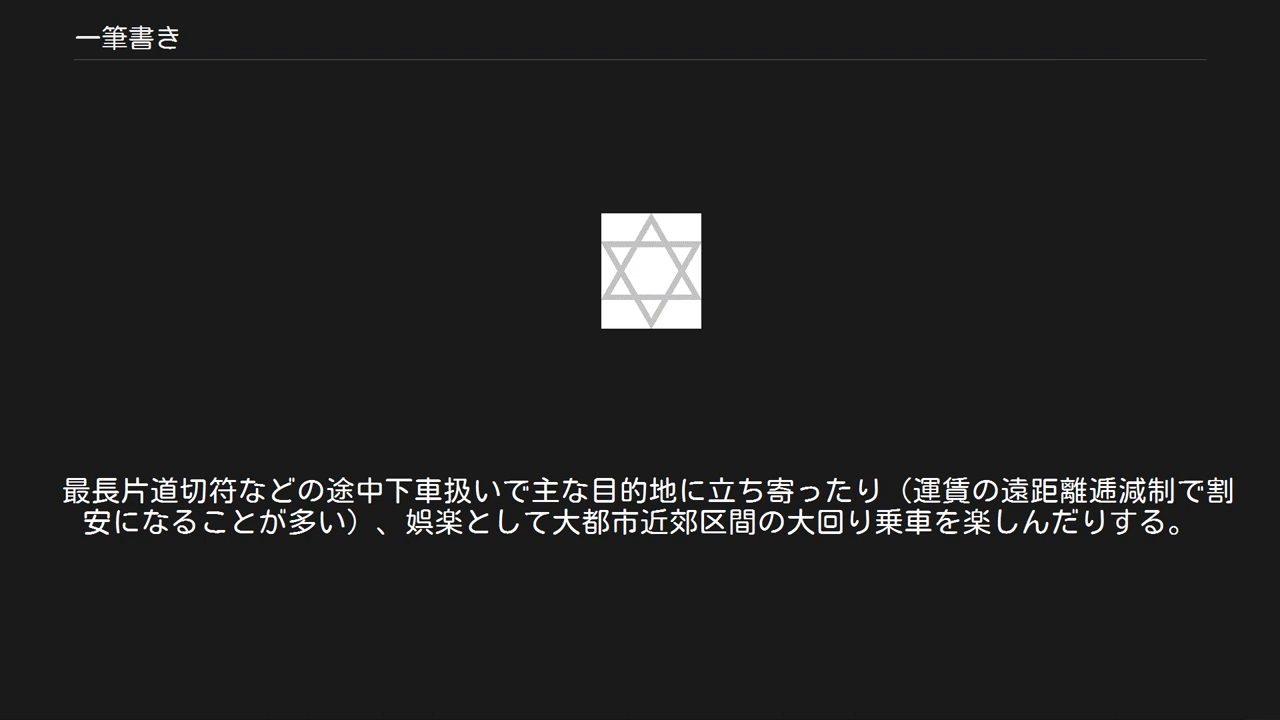 一筆書き
最長片道切符などの途中下車扱いで主な目的地に立ち寄ったり（運賃の遠距離逓減制で割
安になることが多い）、娯楽として大都市近郊区間の大回り乗車を楽しんだりする。